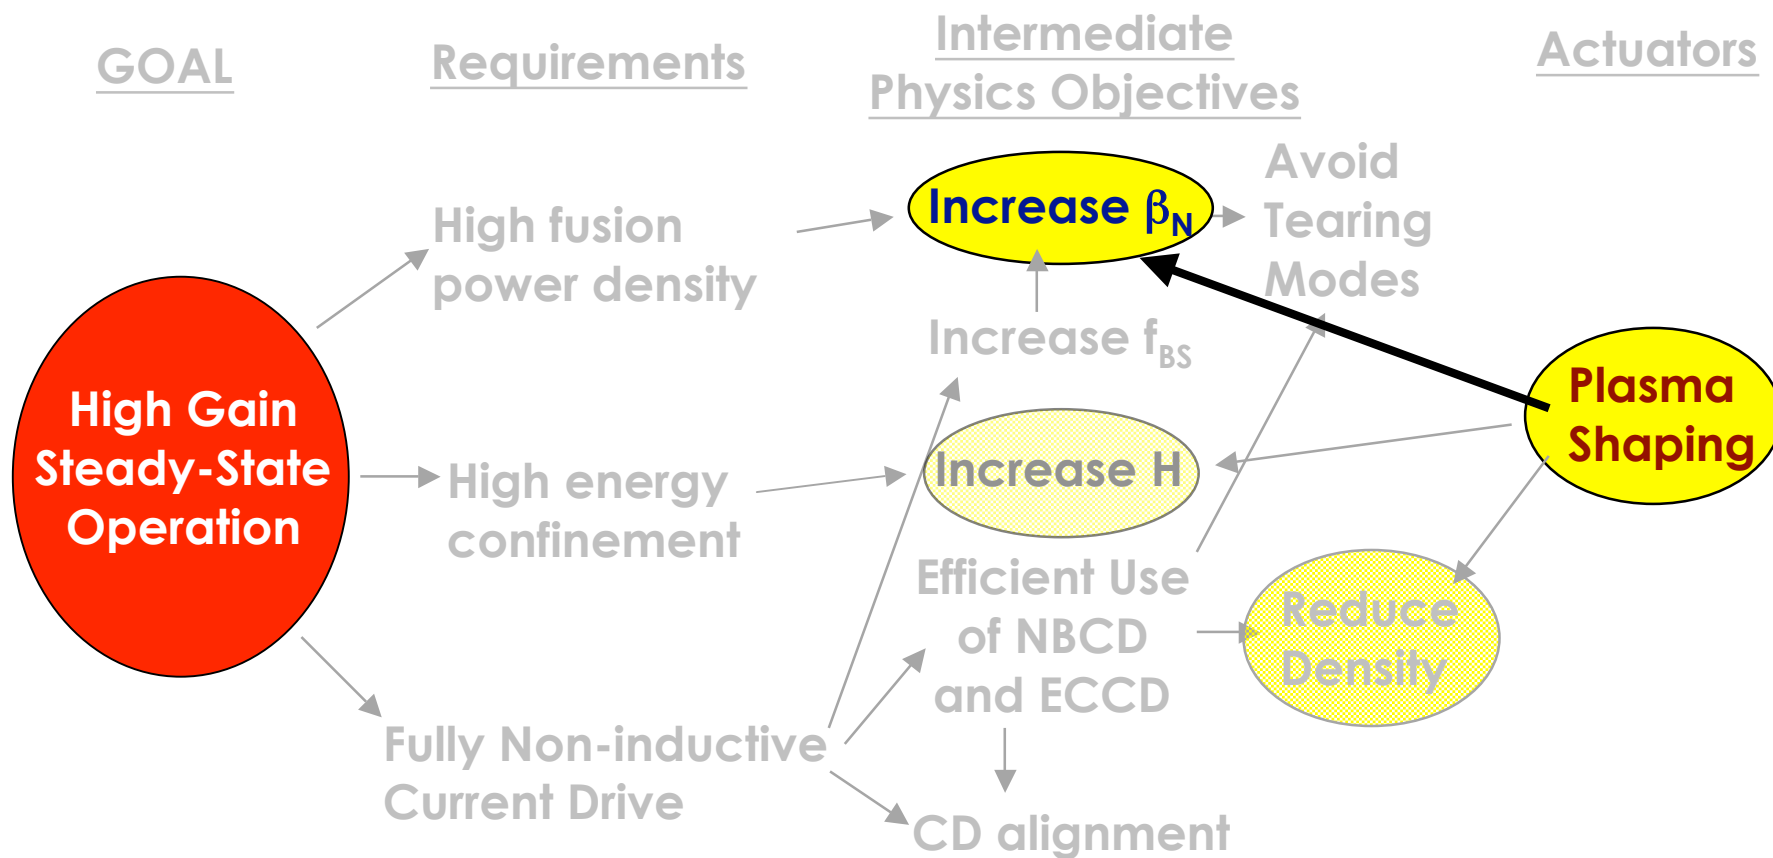 GOAL
Requirements
Intermediate
Physics Objectives
Actuators
High Gain
Steady-State
Operation
High fusion
power density
High energy
confinement
Fully Non-inductive
Current Drive
Increase βN
Increase fBS
Increase H
Efficient Use
of NBCD
and ECCD
CD alignment
Avoid
Tearing
Modes
Reduce
Density
Plasma
Shaping